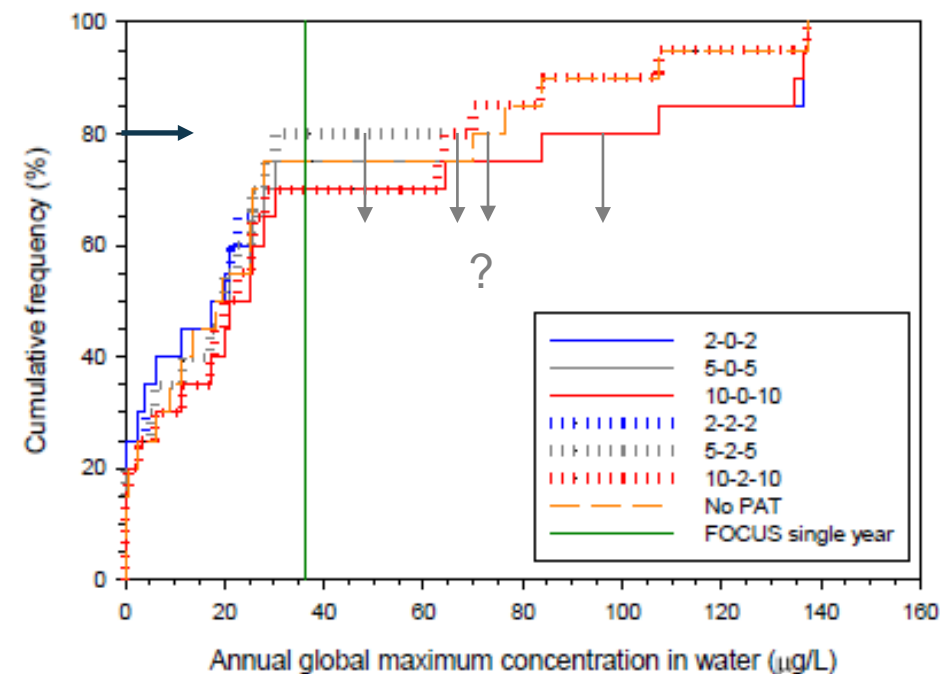 100
80
60
40
20
0
Cumulative frequency (%)
?
2-0-2
5-0-5
10-0-10
2-2-2
5-2-5
10-2-10
No PAT
FOCUS single year
0 20 40 60 80 100 120 140 160
Annual global maximum concentration in water (μg/L)